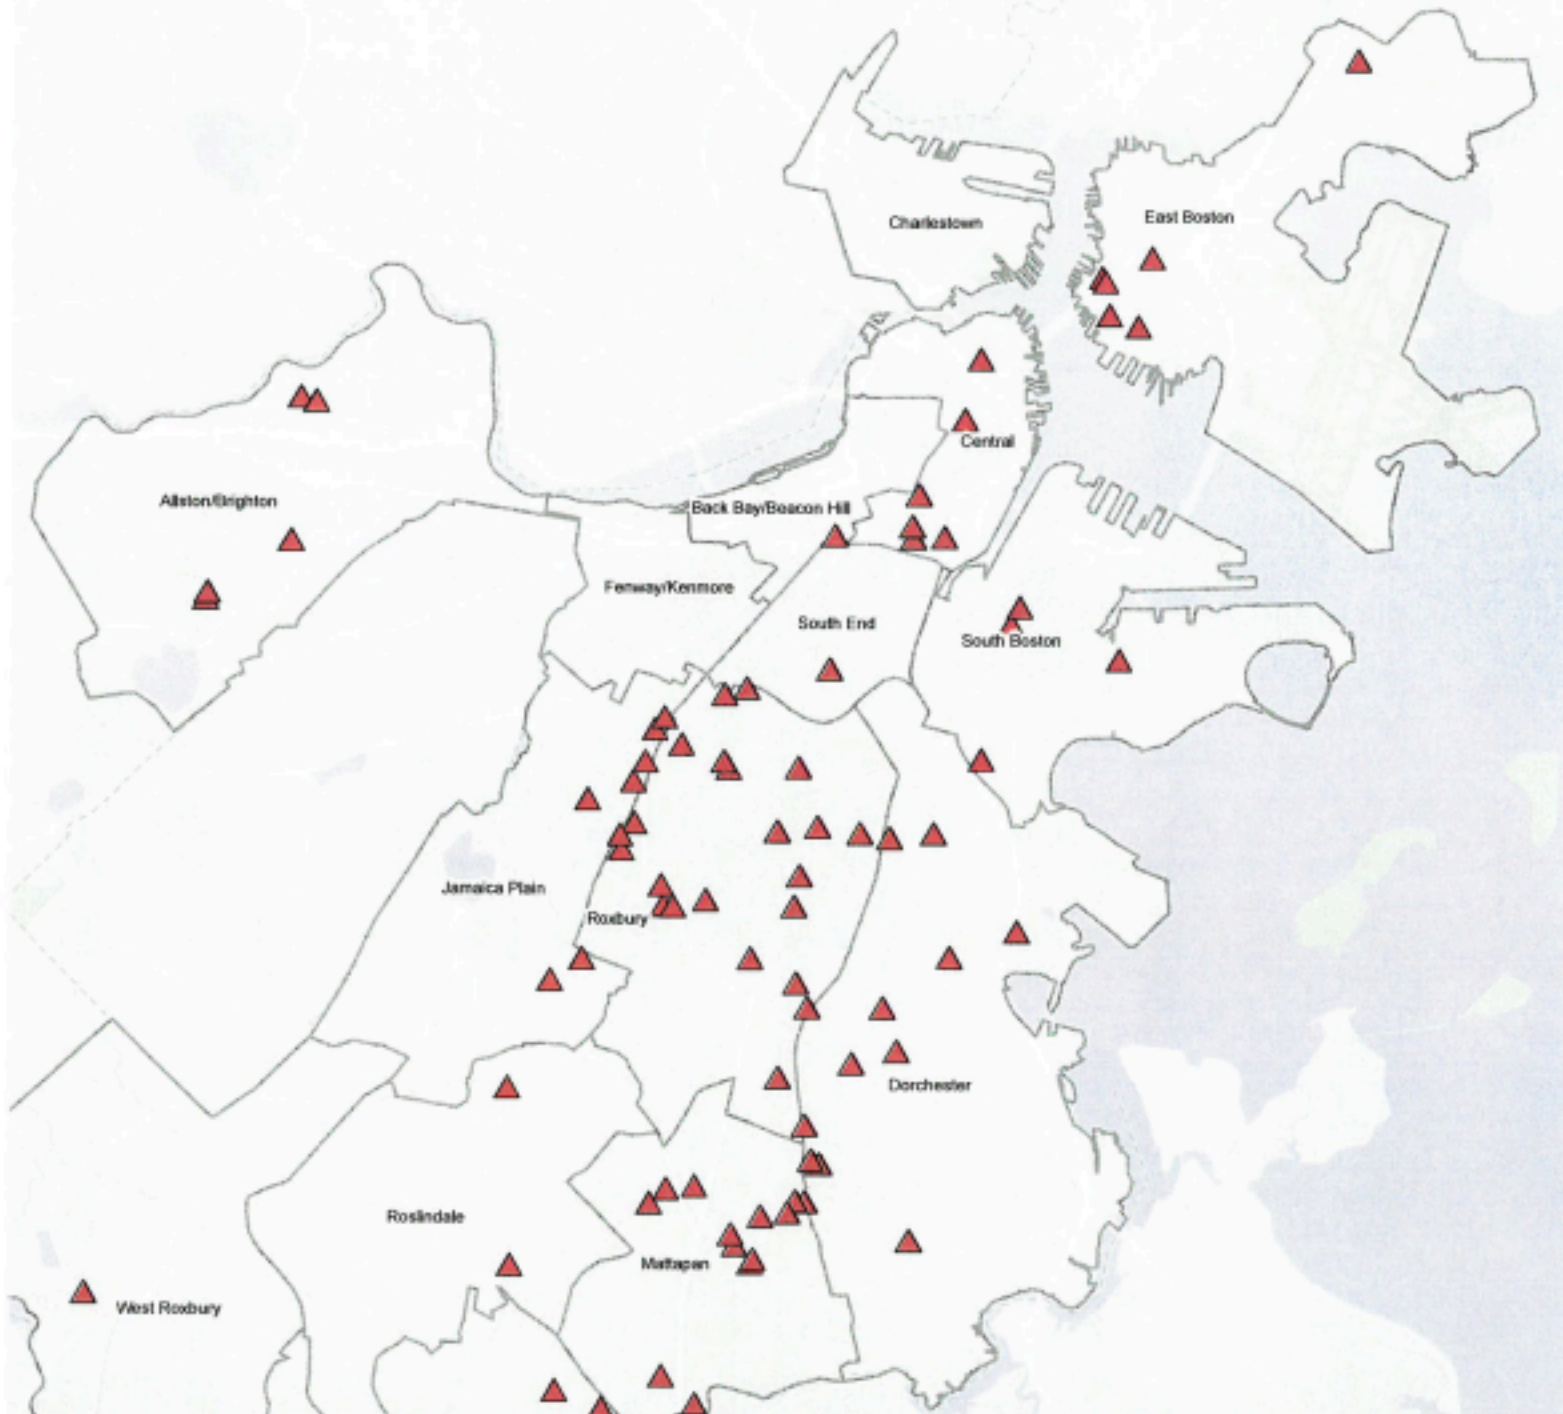 Charlestown
East Boston
Central
Allston/Brighton
Back Bay/Beacon Hill
Fenway/Kenmore
South End
South Boston
Jamaica Plain
Roxbury
Dorchester
Roslindale
Mattapan
West Roxbury